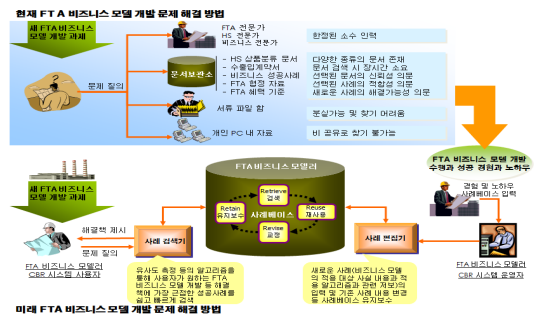 현재 FT A 비즈니스 모델 개발 문제 해결 방법
새 FTA 비즈니스
모델 개발 과제
문제 질의
FTA 전문가
HS 전문가
비즈니스 전문가
한정된 소수 인력
문서보관소
- HS 상품분류 문서
- 수출입계약서
- 비즈니스 성공사례
- FTA 협정 자료
- FTA 혜택 기준
다양한 종류의 문서 존재
문서 검색 시 장시간 소요
선택된 문서의 신뢰성 의문
선택된 사례의 적합성 의문
새로운 사례의 해결가능성 의문
서류 파일 함
분실가능 및 찾기 어려움
개인 PC 내 자료
비 공유로 찾기 불가능
FTA 비즈니스 모델 개발
수행과 성공 경험과 노하우
경험 및 노하우
사례베이스 입력
FTA 비즈니스 모델러
CBR 시스템 운영자
FTA 비즈니스 모델러
Retrieve
검색
Retain
유지보수
사례베이스
Reuse
재사용
Revise
교정
새 FTA 비즈니스
모델 개발 과제
해결책 제시
문제 질의
FTA 비즈니스 모델러
CBR 시스템 사용자
사례 검색기
사례 편집기
유사도 측정 등의 알고리즘을
통해 사용자가 원하는 FTA
비즈니스 모델 개발 등 해결
책에 가장 근접한 성공사례를
쉽고 빠르게 검색
새로운 사례(비즈니스 모델
의 적용 대상 사실 내용과 적
용 알고리즘과 관련 정보)의
입력 및 기존 사례 내용 변경
등 사례베이스 유지보수
미래 FT A 비즈니스 모델 개발 문제 해결 방법